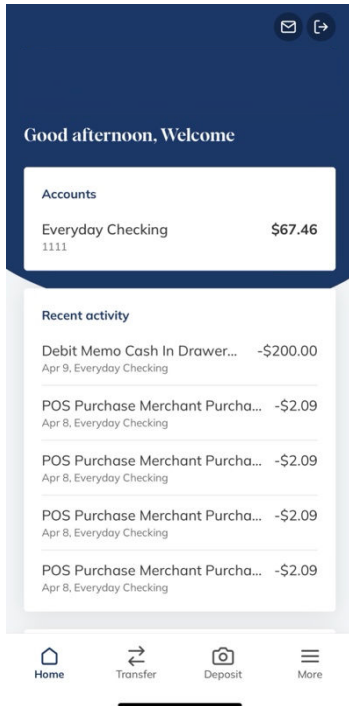 Good afternoon, Welcome
Accounts
Everyday Checking $67.46
1111
Recent activity
Debit Memo Cash In Drawer... -$200.00
Apr 9, Everyday Checking
POS Purchase Merchant Purcha... -$2.09
Apr 8, Everyday Checking
POS Purchase Merchant Purcha... -$2.09
Apr 8, Everyday Checking
POS Purchase Merchant Purcha... -$2.09
Apr 8, Everyday Checking
POS Purchase Merchant Purcha... -$2.09
Apr 8, Everyday Checking
Home Transfer Deposit More